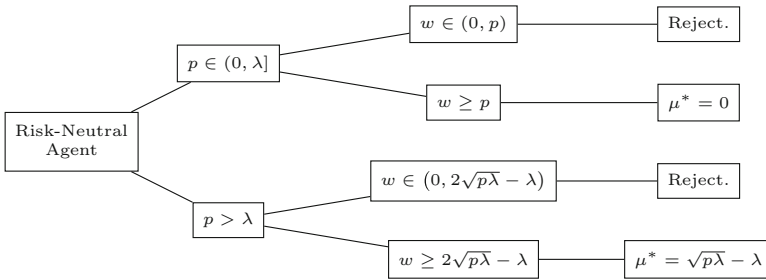 Risk-Neutral
Agent
p ∈ (0, λ]
w ∈ (0, p)
Reject.
w ≥ p
μ* = 0
p > λ
w ∈ (0, 2√pλ − λ)
Reject.
w ≥ 2√pλ − λ
μ* = √pλ − λ